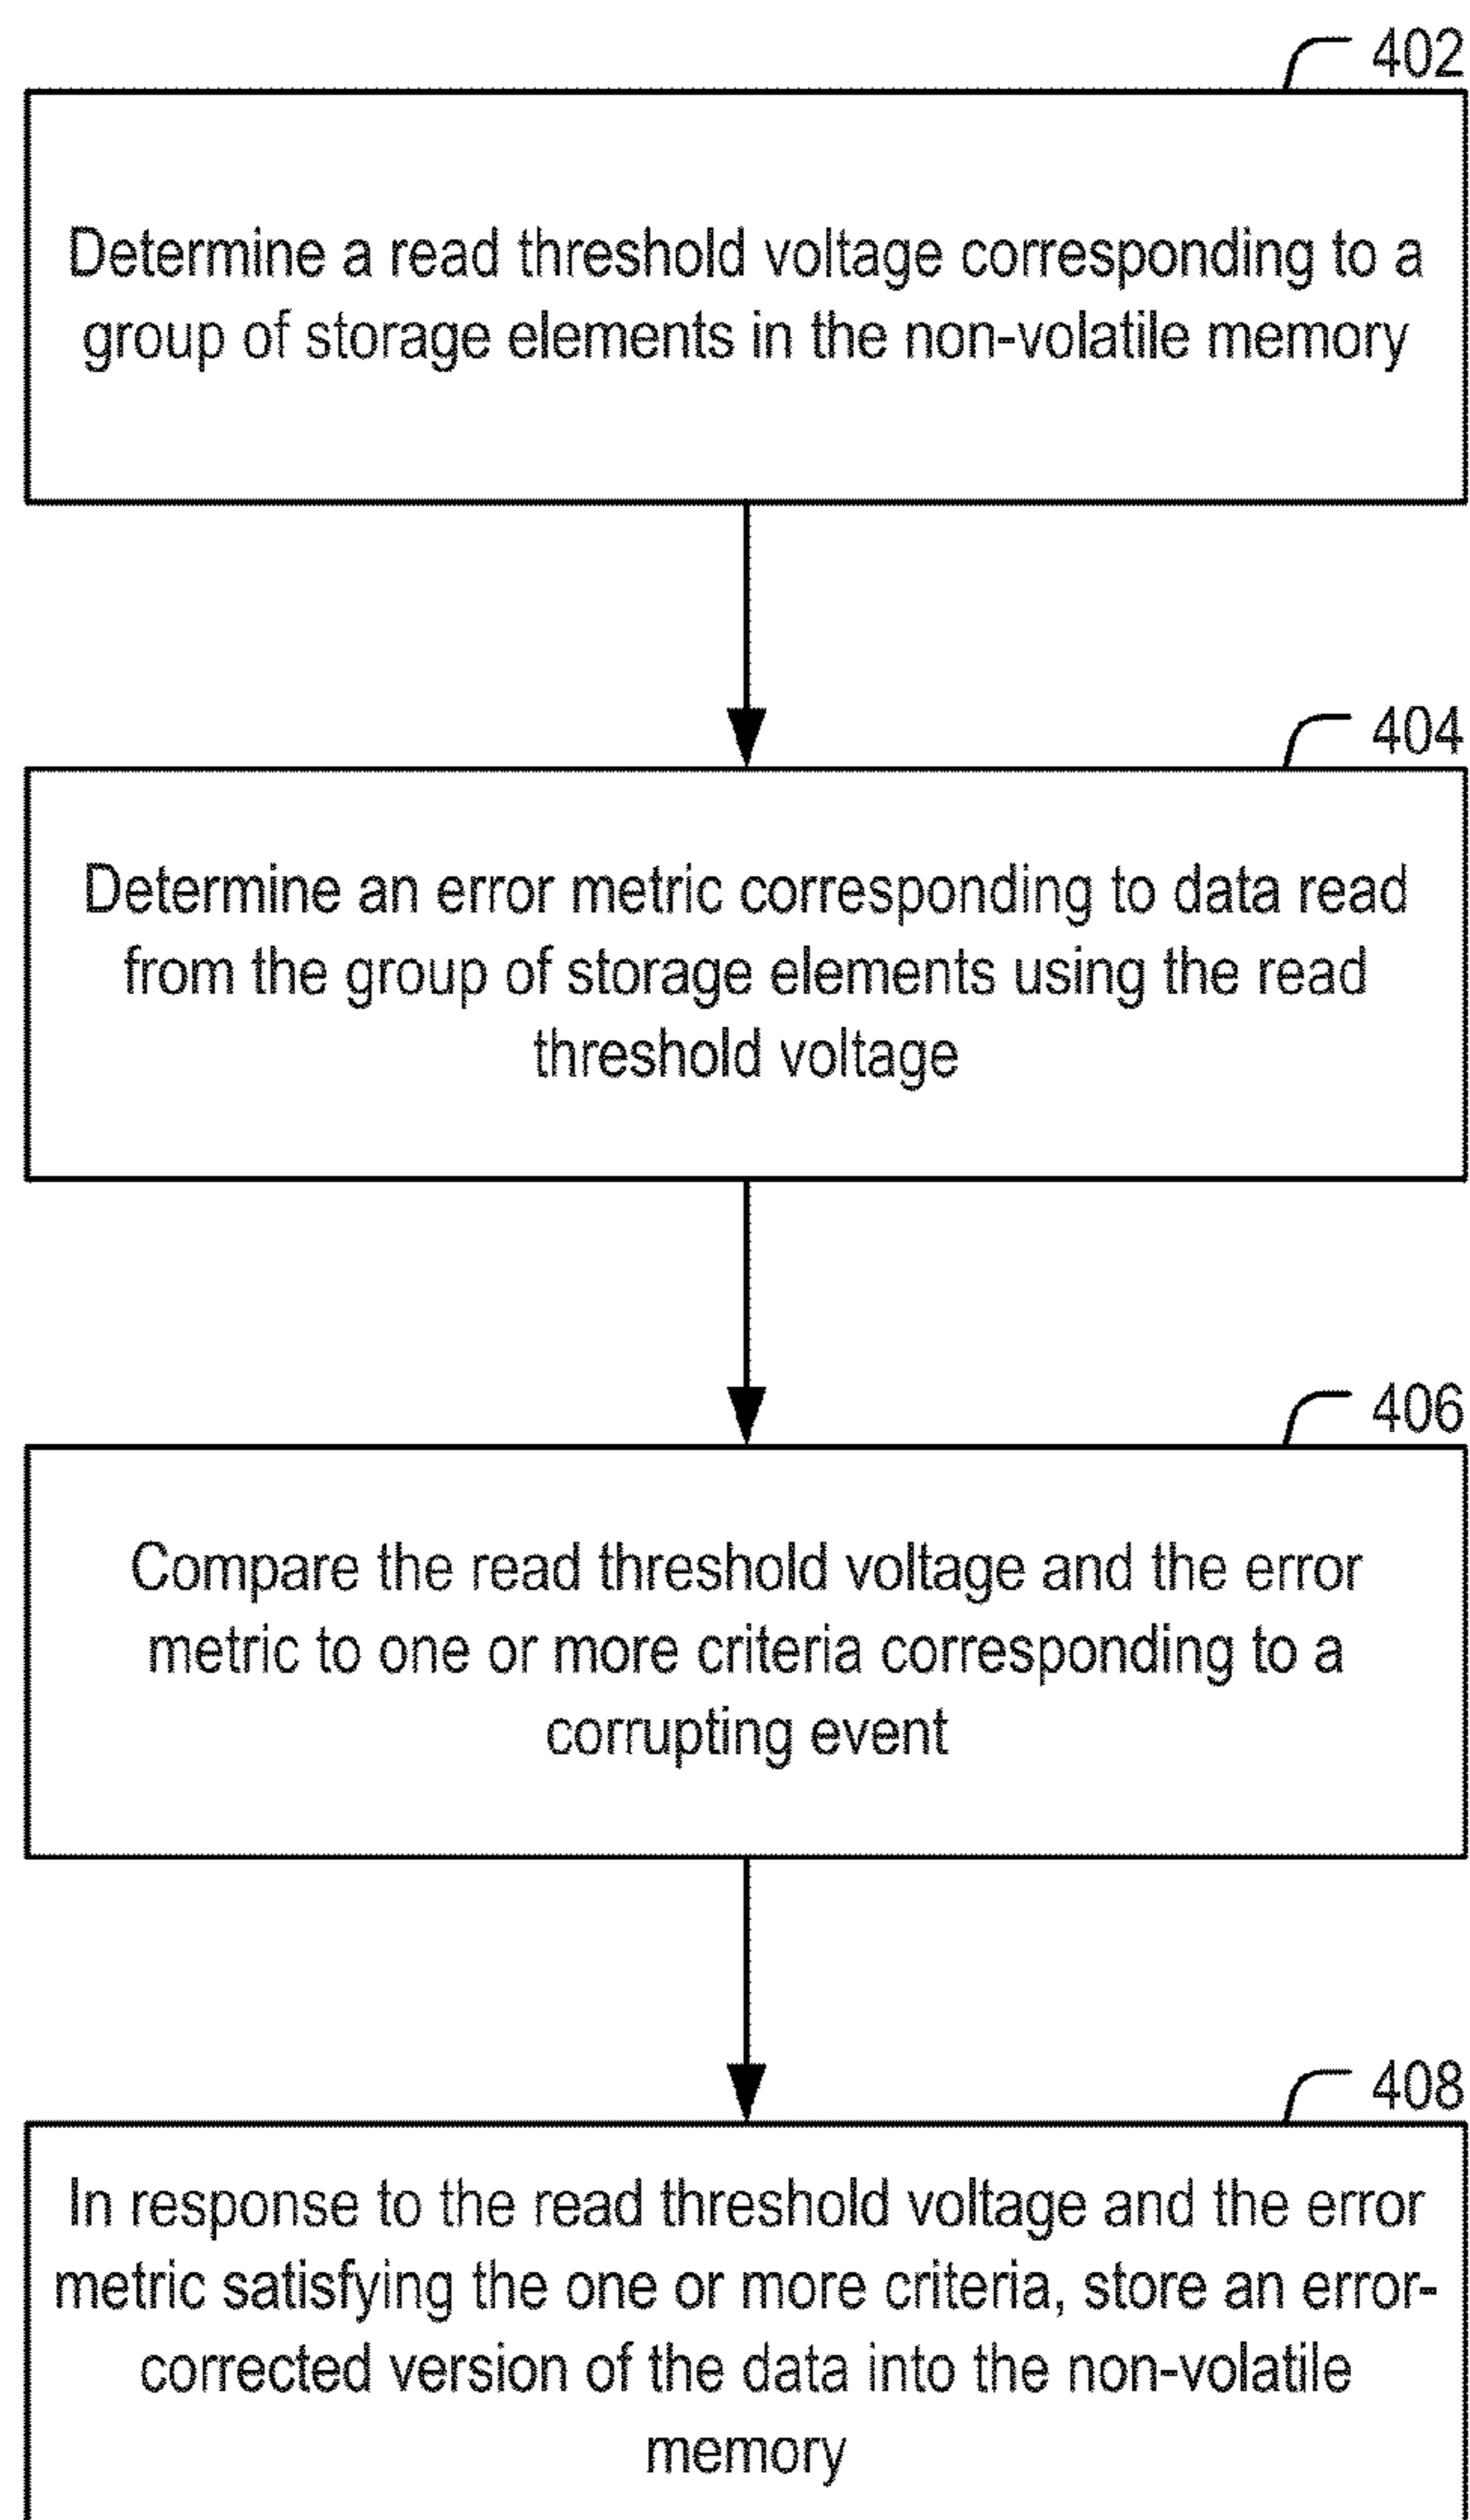 402
Determine a read threshold voltage corresponding to a
group of storage elements in the non-volatile memory
404
Determine an error metric corresponding to data read
from the group of storage elements using the read
threshold voltage
406
Compare the read threshold voltage and the error
metric to one or more criteria corresponding to a
corrupting event
408
In response to the read threshold voltage and the error
metric satisfying the one or more criteria, store an error-
corrected version of the data into the non-volatile
memory